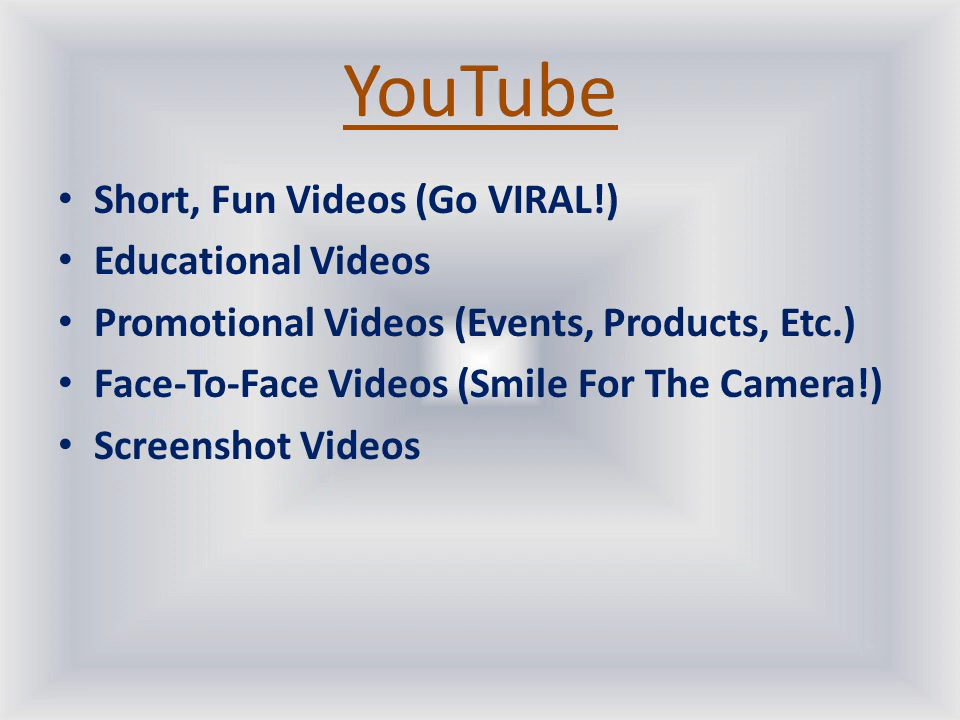 YouTube
• Short, Fun Videos (Go VIRAL!)
• Educational Videos
• Promotional Videos (Events, Products, Etc.)
• Face-To-Face Videos (Smile For The Camera!)
• Screenshot Videos